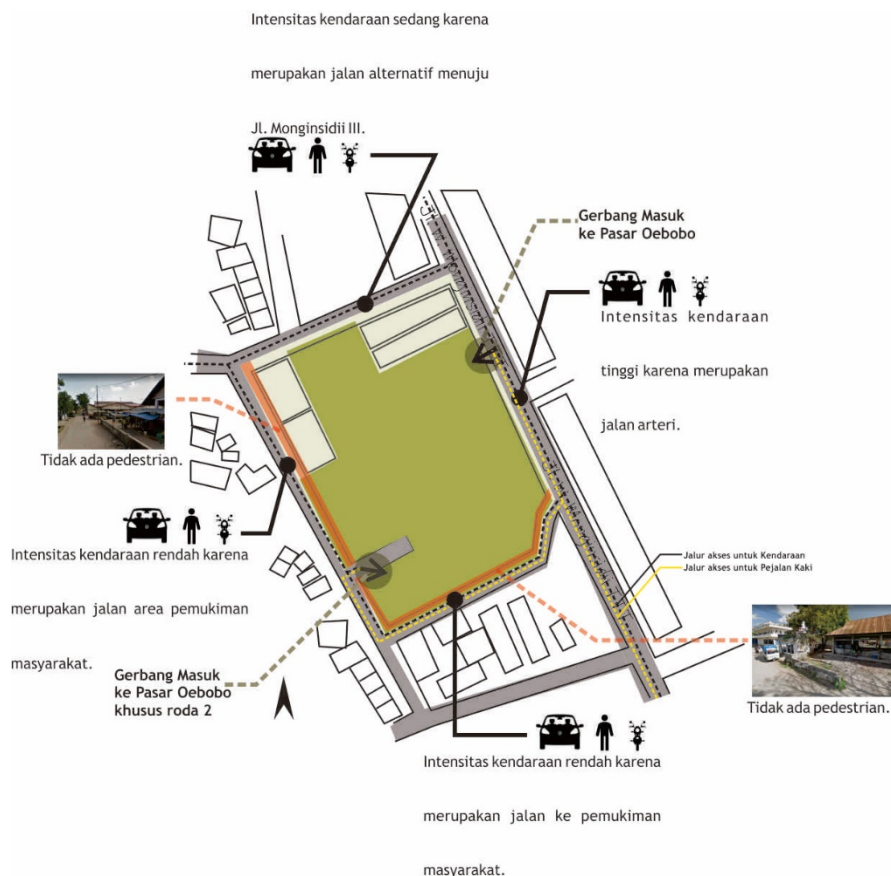 Intensitas kendaraan sedang karena
merupakan jalan alternatif menuju
Jl. Monginsidii III.
Gerbang Masuk
ke Pasar Oebobo
Intensitas kendaraan
tinggi karena merupakan
jalan arteri.
Tidak ada pedestrian.
Intensitas kendaraan rendah karena
merupakan jalan area pemukiman
masyarakat.
Jalur akses untuk Kendaraan
Jalur akses untuk Pejalan Kaki
Gerbang Masuk
ke Pasar Oebobo
khusus roda 2
Tidak ada pedestrian.
Intensitas kendaraan rendah karena
merupakan jalan ke pemukiman
masyarakat.